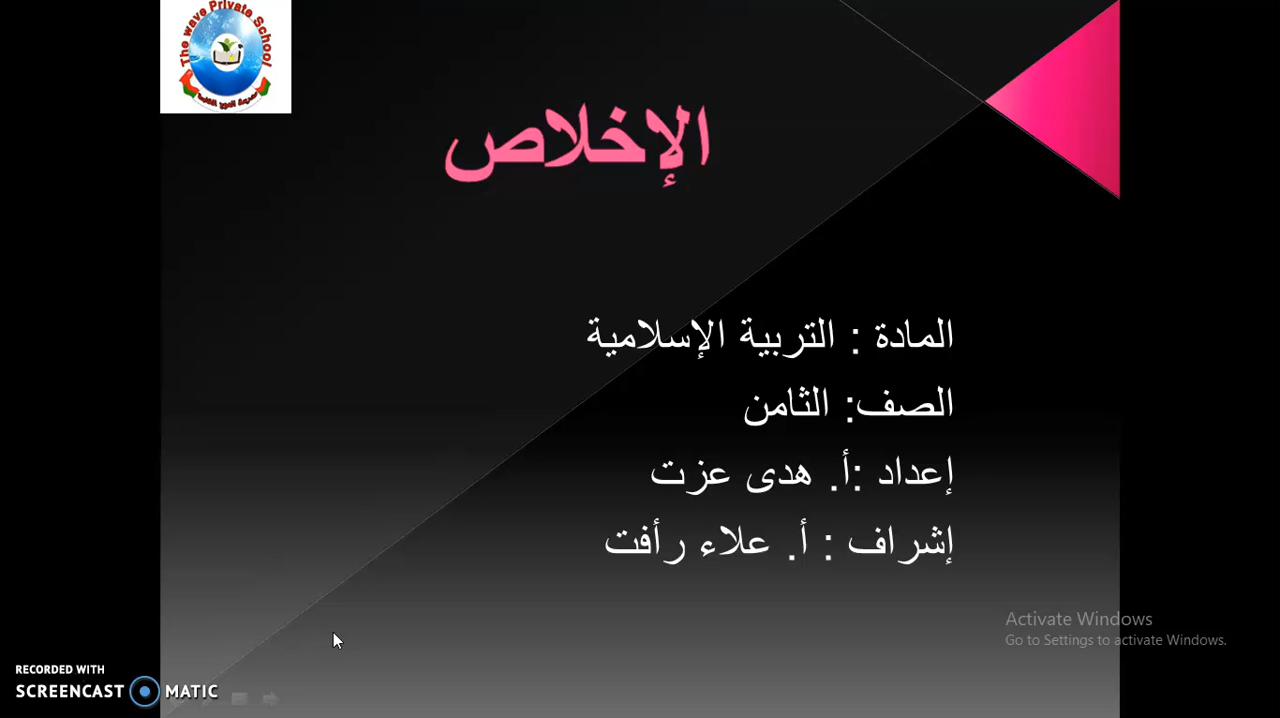 The wave Private School
الإخلاص
المادة : التربية الإسلامية
الصف: الثامن
إعداد :أ. هدى عزت
إشراف : أ. علاء رأفت
Activate Windows
Go to Settings to activate Windows.
RECORDED WITH
SCREENCAST MATIC